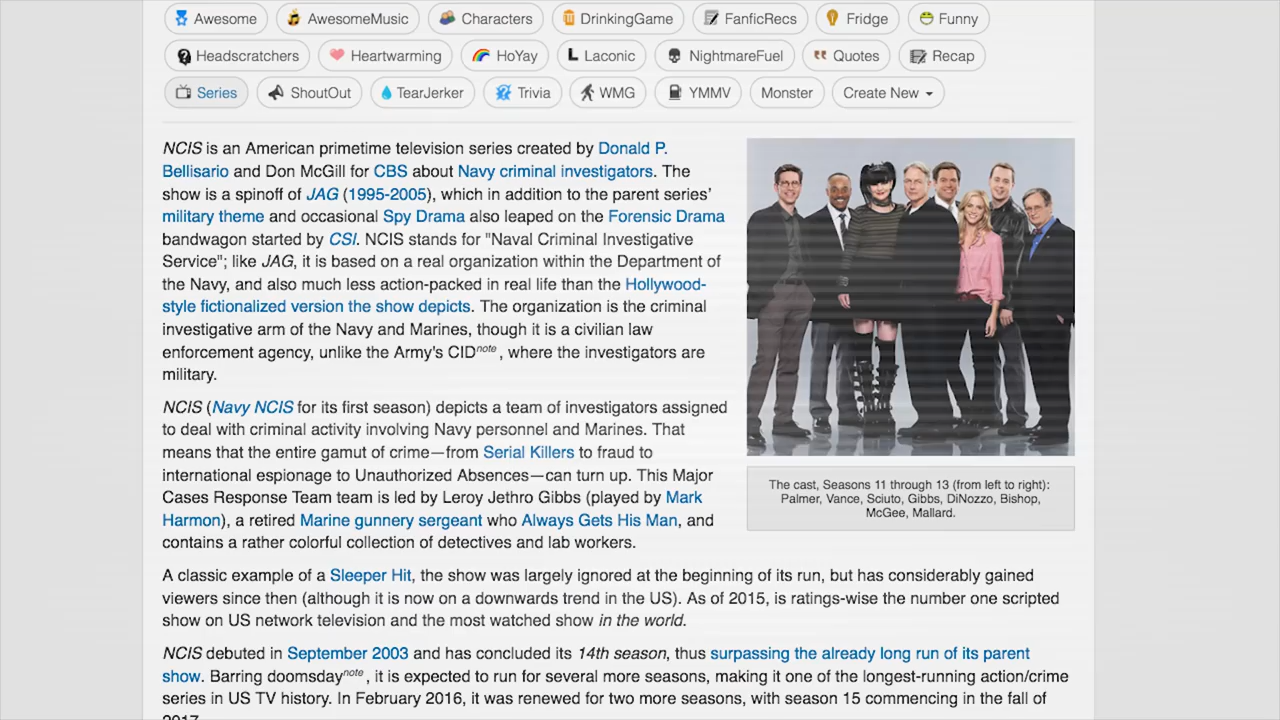 Awesome AwesomeMusic Characters DrinkingGame FanficRecs Fridge Funny
Headscratchers Heartwarming HoYay Laconic NightmareFuel Quotes Recap
Series ShoutOut TearJerker Trivia WMG YMMV Monster Create New
NCIS is an American primetime television series created by Donald P.
Bellisario and Don McGill for CBS about Navy criminal investigators. The
show is a spinoff of JAG (1995-2005), which in addition to the parent series'
military theme and occasional Spy Drama also leaped on the Forensic Drama
bandwagon started by CSI. NCIS stands for "Naval Criminal Investigative
Service"; like JAG, it is based on a real organization within the Department of
the Navy, and also much less action-packed in real life than the Hollywood-
style fictionalized version the show depicts. The organization is the criminal
investigative arm of the Navy and Marines, though it is a civilian law
enforcement agency, unlike the Army's CID note, where the investigators are
military.
NCIS (Navy NCIS for its first season) depicts a team of investigators assigned
to deal with criminal activity involving Navy personnel and Marines. That
means that the entire gamut of crime—from Serial Killers to fraud to
international espionage to Unauthorized Absences—can turn up. This Major
Cases Response Team team is led by Leroy Jethro Gibbs (played by Mark
Harmon), a retired Marine gunnery sergeant who Always Gets His Man, and
contains a rather colorful collection of detectives and lab workers.
The cast, Seasons 11 through 13 (from left to right):
Palmer, Vance, Sciuto, Gibbs, DiNozzo, Bishop,
McGee, Mallard.
A classic example of a Sleeper Hit, the show was largely ignored at the beginning of its run, but has considerably gained
viewers since then (although it is now on a downwards trend in the US). As of 2015, is ratings-wise the number one scripted
show on US network television and the most watched show in the world.
NCIS debuted in September 2003 and has concluded its 14th season, thus surpassing the already long run of its parent
show. Barring doomsday note, it is expected to run for several more seasons, making it one of the longest-running action/crime
series in US TV history. In February 2016, it was renewed for two more seasons, with season 15 commencing in the fall of